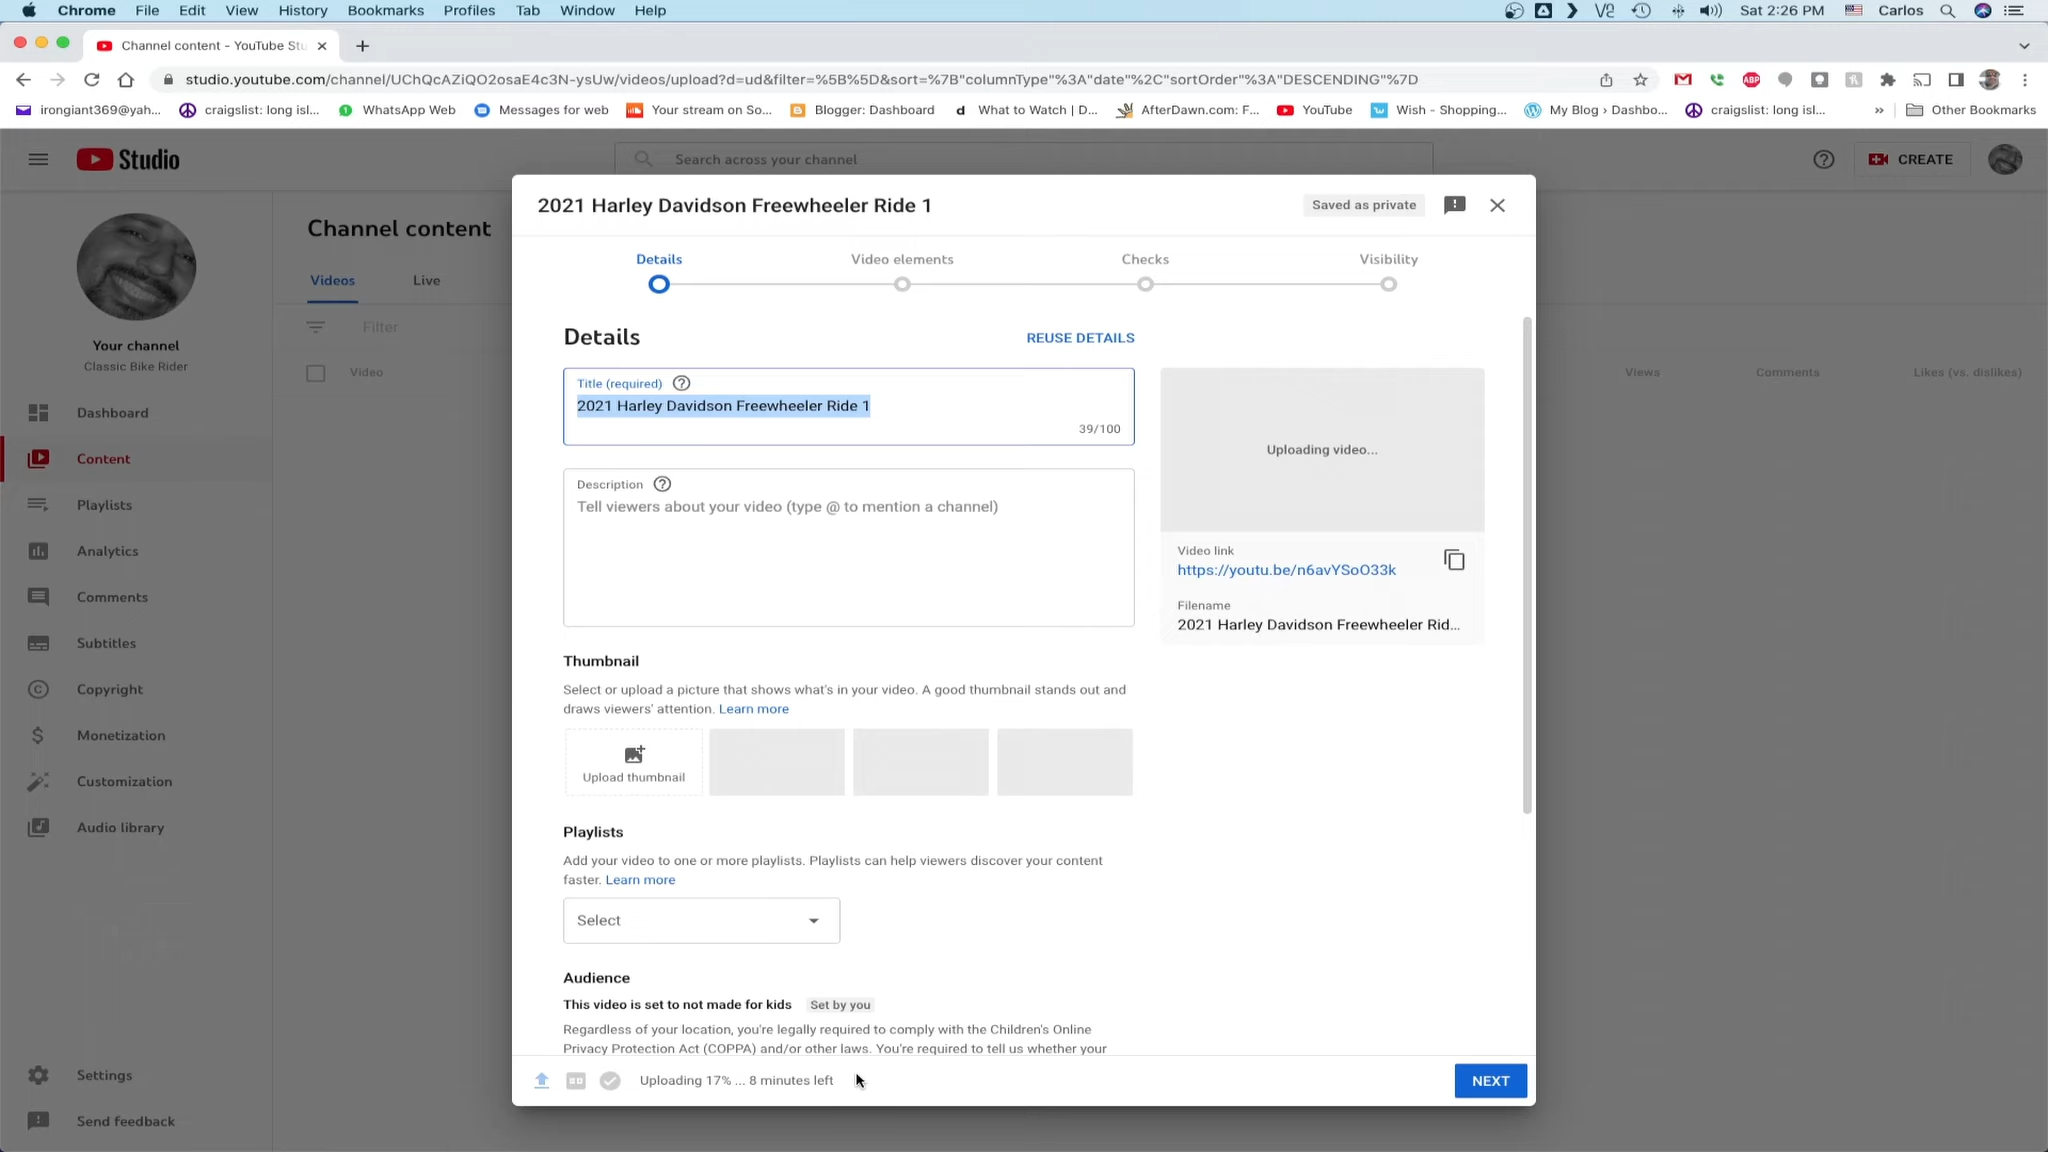 Chrome File Edit View History Bookmarks Profiles Tab Window Help
Sat 2:26 PM Carlos
Channel content - YouTube Stu
studio.youtube.com/channel/UChQcAZiQO2osaE4c3N-ysUw/videos/upload?d=ud&filter=%5B%5D&sort=%7B"columnType"%3A"date"%2C"sortOrder"%3A"DESCENDING"%7D
irongiant369@yah... craigslist: long isl... WhatsApp Web Messages for web Your stream on So... Blogger: Dashboard What to Watch | D... AfterDawn.com: F... YouTube Wish - Shopping... My Blog › Dashbo... craigslist: long isl... » Other Bookmarks
Studio
Search across your channel
CREATE
Your channel
Classic Bike Rider
Dashboard
Content
Playlists
Analytics
Comments
Subtitles
Copyright
Monetization
Customization
Audio library
Settings
Send feedback
Channel content
Videos Live
Filter
Video
Views Comments Likes (vs. dislikes)
2021 Harley Davidson Freewheeler Ride 1
Saved as private
Details Video elements Checks Visibility
Details
REUSE DETAILS
Title (required)
2021 Harley Davidson Freewheeler Ride 1
39/100
Description
Tell viewers about your video (type @ to mention a channel)
Uploading video...
Video link
https://youtu.be/n6avYSoO33k
Filename
2021 Harley Davidson Freewheeler Rid...
Thumbnail
Select or upload a picture that shows what's in your video. A good thumbnail stands out and
draws viewers' attention. Learn more
Upload thumbnail
Playlists
Add your video to one or more playlists. Playlists can help viewers discover your content
faster. Learn more
Select
Audience
This video is set to not made for kids Set by you
Regardless of your location, you're legally required to comply with the Children's Online
Privacy Protection Act (COPPA) and/or other laws. You're required to tell us whether your
Uploading 17% ... 8 minutes left
NEXT